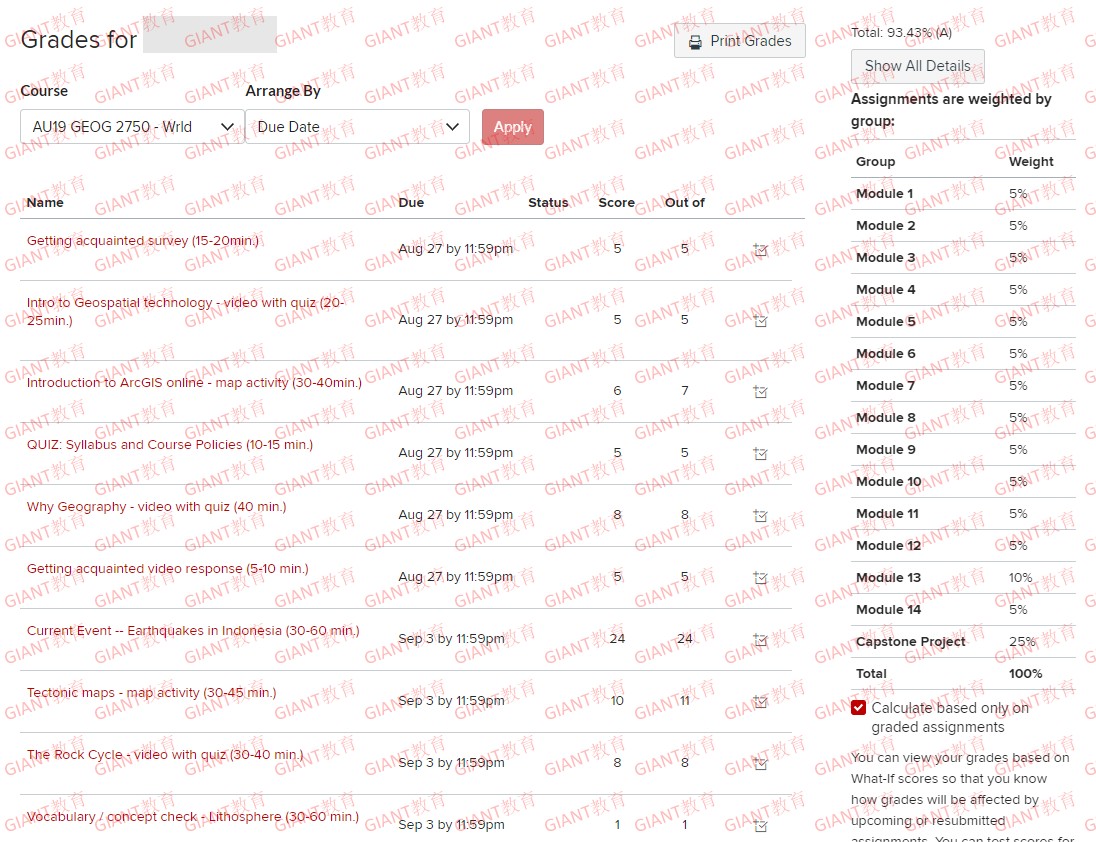 Grades for
Print Grades
Course
Arrange By
AU19 GEOG 2750 - Wrld
Due Date
Apply
Name Due Status Score Out of
Getting acquainted survey (15-20min.)
Aug 27 by 11:59pm 5 5
Intro to Geospatial technology - video with quiz (20-
25min.)
Aug 27 by 11:59pm 5 5
Introduction to ArcGIS online - map activity (30-40min.)
Aug 27 by 11:59pm 6 7
QUIZ: Syllabus and Course Policies (10-15 min.)
Aug 27 by 11:59pm 5 5
Why Geography - video with quiz (40 min.)
Aug 27 by 11:59pm 8 8
Getting acquainted video response (5-10 min.)
Aug 27 by 11:59pm 5 5
Current Event -- Earthquakes in Indonesia (30-60 min.)
Sep 3 by 11:59pm 24 24
Tectonic maps - map activity (30-45 min.)
Sep 3 by 11:59pm 10 11
The Rock Cycle - video with quiz (30-40 min.)
Sep 3 by 11:59pm 8 8
Vocabulary / concept check - Lithosphere (30-60 min.)
Sep 3 by 11:59pm 1 1
Total: 93.43% (A)
Show All Details
Assignments are weighted by
group:
Group Weight
Module 1 5%
Module 2 5%
Module 3 5%
Module 4 5%
Module 5 5%
Module 6 5%
Module 7 5%
Module 8 5%
Module 9 5%
Module 10 5%
Module 11 5%
Module 12 5%
Module 13 10%
Module 14 5%
Capstone Project 25%
Total 100%
Calculate based only on
graded assignments
You can view your grades based on
What-If scores so that you know
how grades will be affected by
upcoming or resubmitted
assignments. You can test scores for
GIANT教育